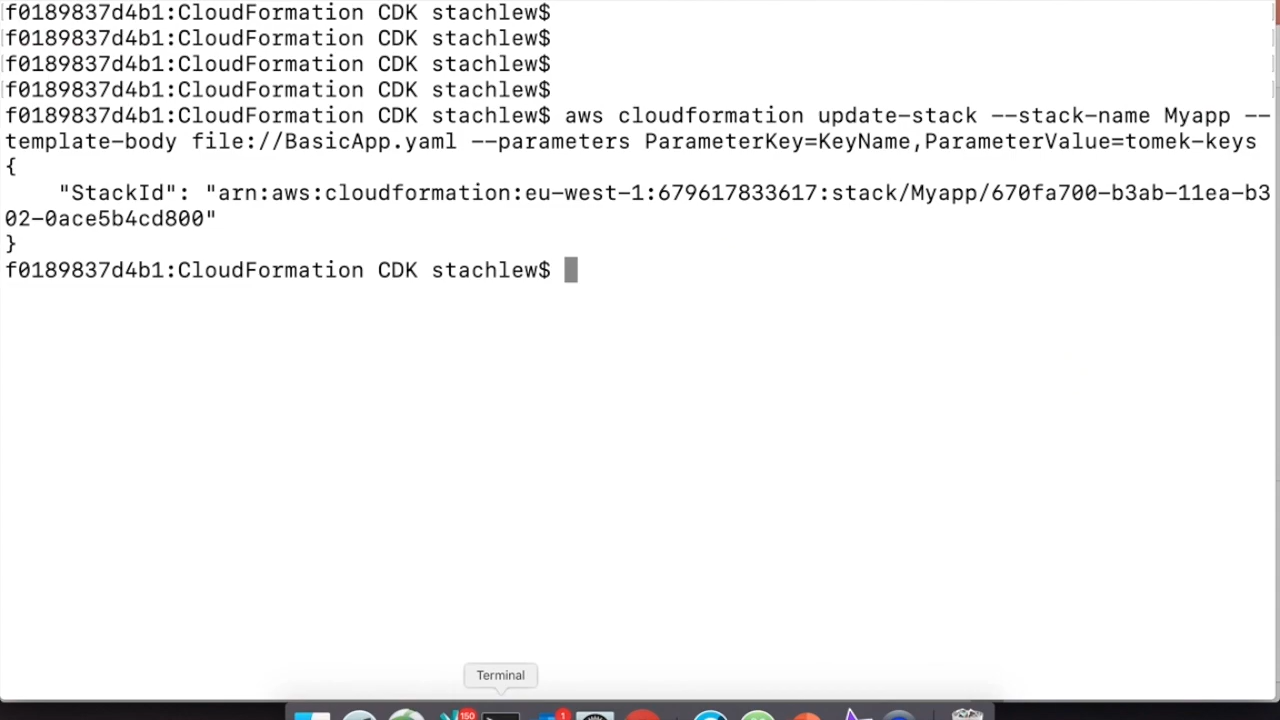 f0189837d4b1:CloudFormation CDK stachlew$
f0189837d4b1:CloudFormation CDK stachlew$
f0189837d4b1:CloudFormation CDK stachlew$
f0189837d4b1:CloudFormation CDK stachlew$
f0189837d4b1:CloudFormation CDK stachlew$ aws cloudformation update-stack --stack-name Myapp --
template-body file://BasicApp.yaml --parameters ParameterKey=KeyName,ParameterValue=tomek-keys
{
    "StackId": "arn:aws:cloudformation:eu-west-1:679617833617:stack/Myapp/670fa700-b3ab-11ea-b3
02-0ace5b4cd800"
}
f0189837d4b1:CloudFormation CDK stachlew$
Terminal
150
1